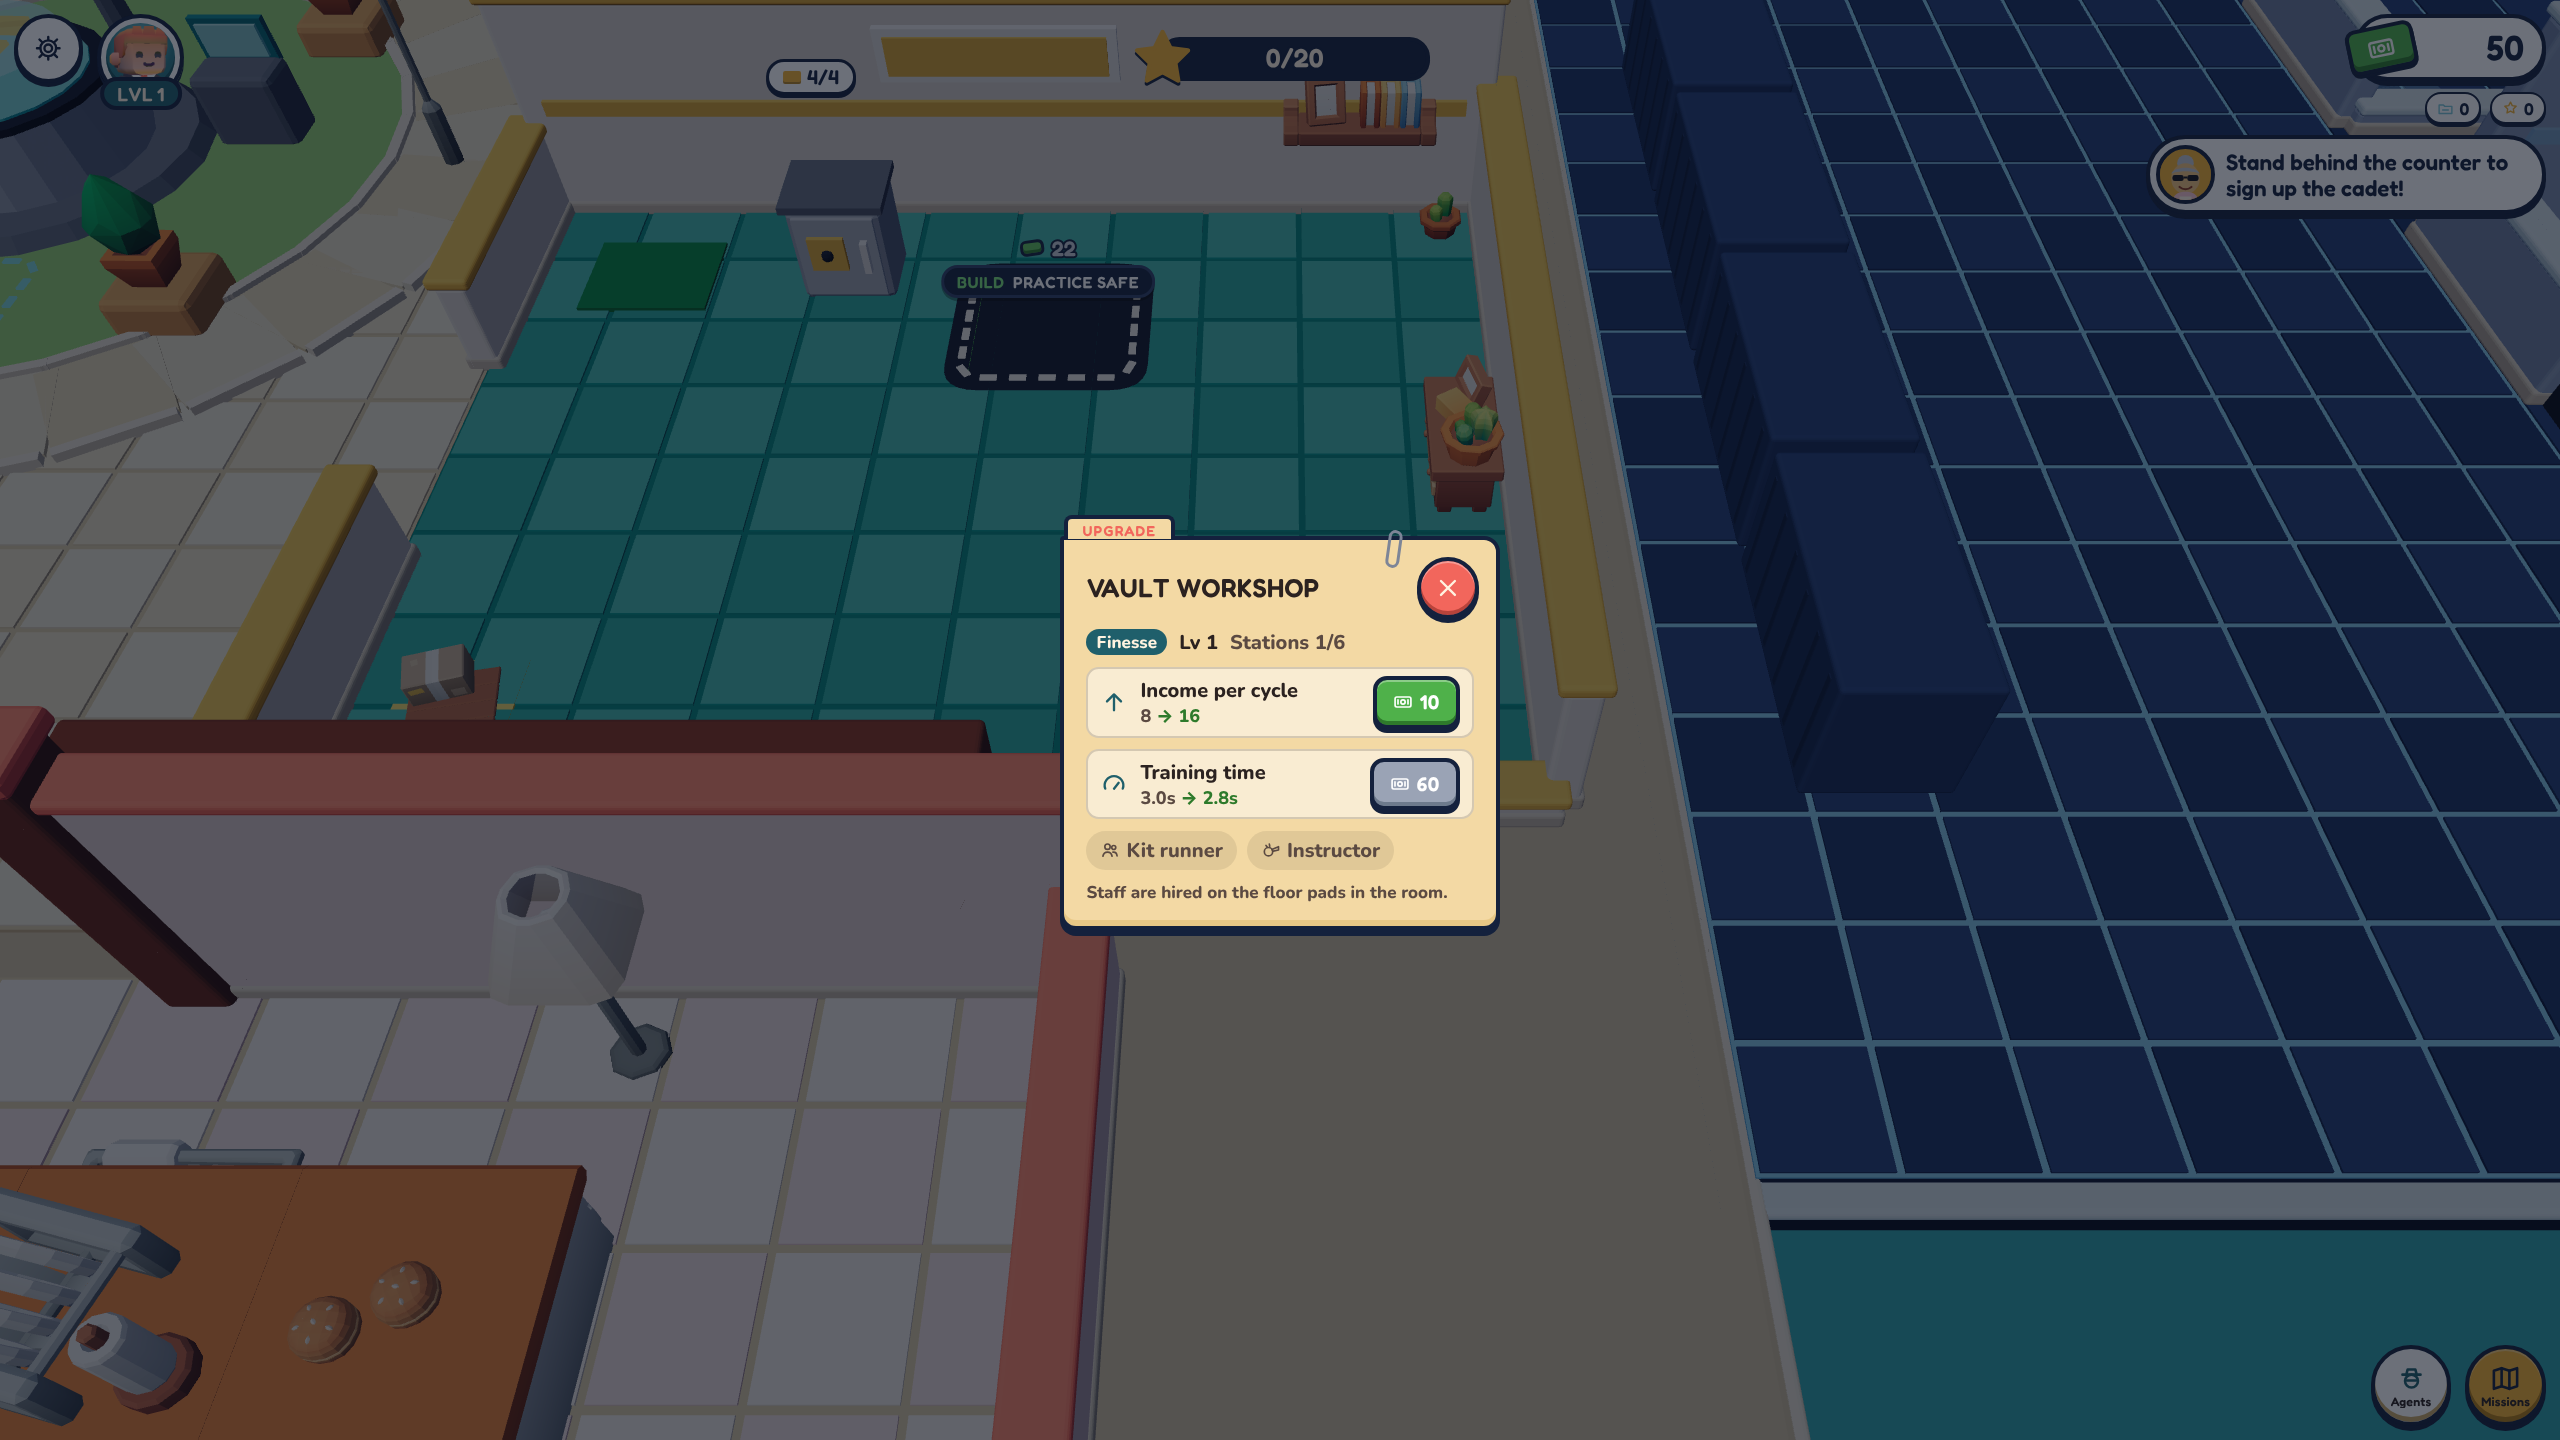 LVL 1
4/4
0/20
50
0
0
Stand behind the counter to
sign up the cadet!
22
BUILD PRACTICE SAFE
UPGRADE
VAULT WORKSHOP
Finesse Lv 1 Stations 1/6
Income per cycle
8 → 16
10
Training time
3.0s → 2.8s
60
Kit runner Instructor
Staff are hired on the floor pads in the room.
Agents
Missions